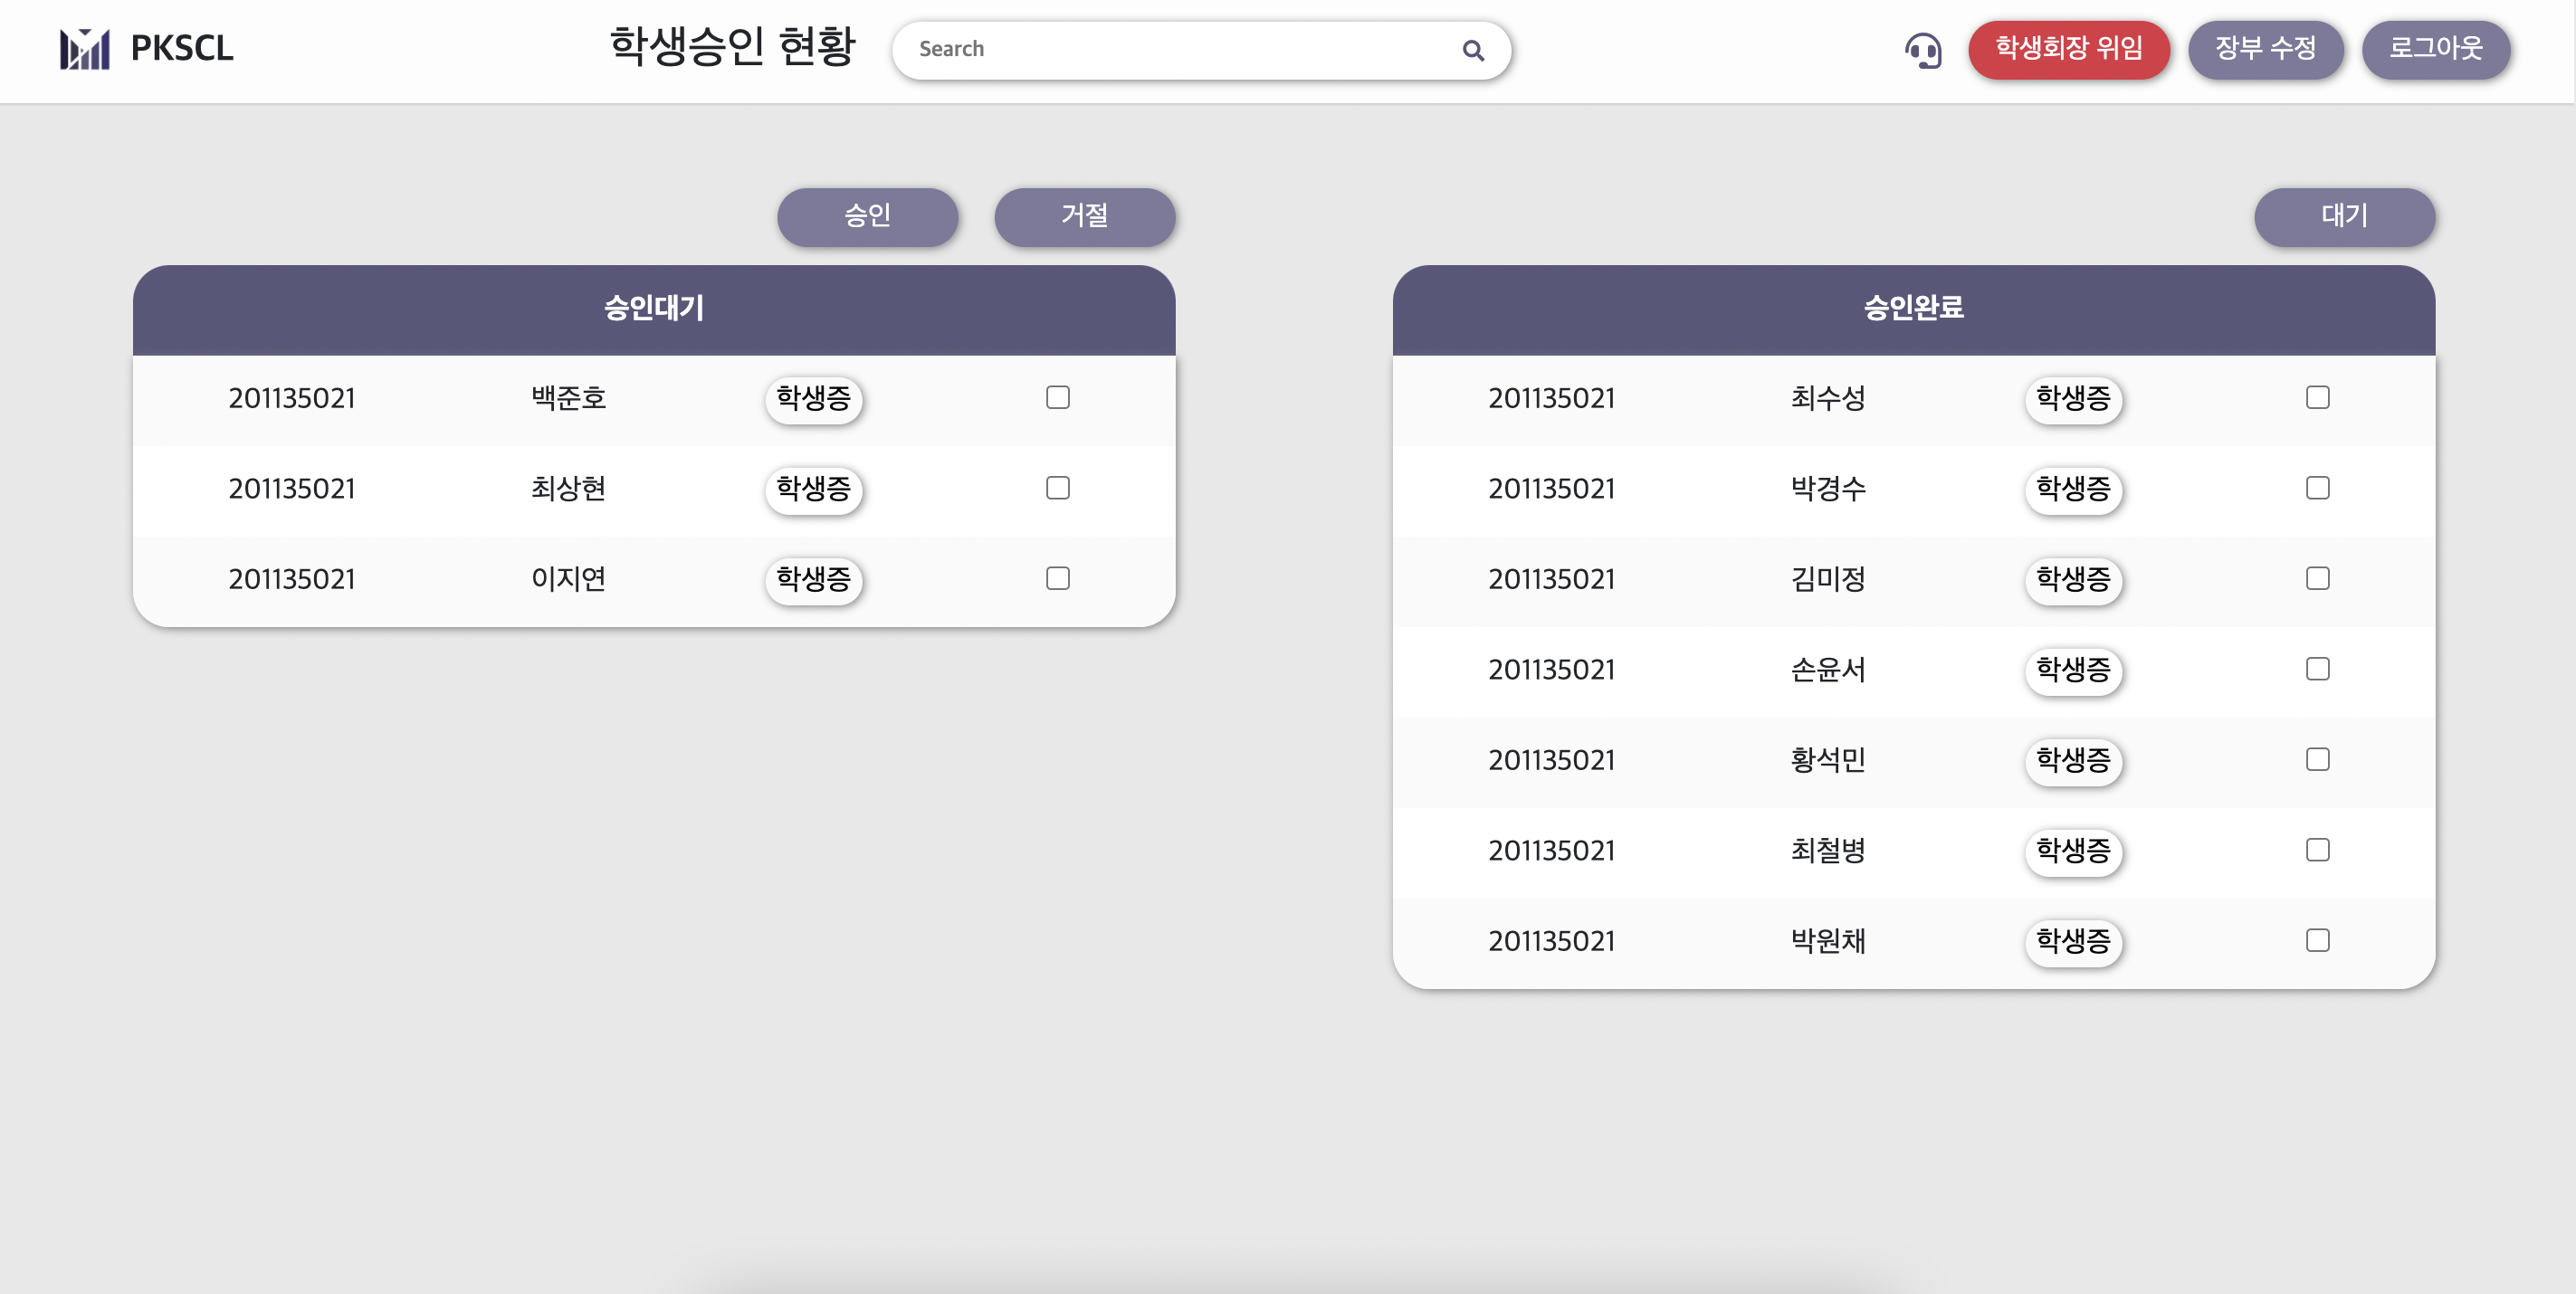 PKSCL
학생승인 현황
Search
학생회장 위임
장부 수정
로그아웃
승인
거절
승인대기
201135021 백준호 학생증
201135021 최상현 학생증
201135021 이지연 학생증
대기
승인완료
201135021 최수성 학생증
201135021 박경수 학생증
201135021 김미정 학생증
201135021 손윤서 학생증
201135021 황석민 학생증
201135021 최철병 학생증
201135021 박원채 학생증